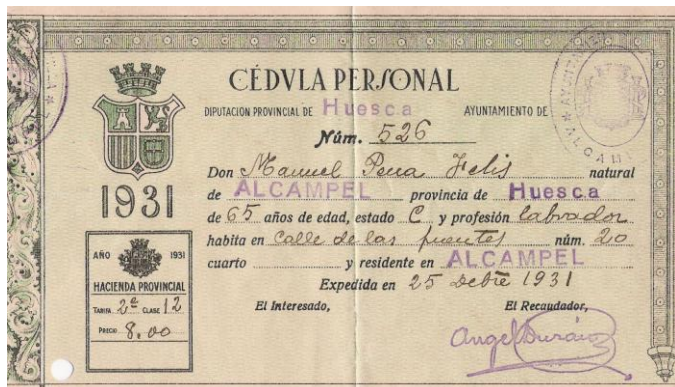 CÉDVLA PERSONAL
DIPUTACION PROVINCIAL DE Huesca AYUNTAMIENTO DE
Núm. 526
Don Manuel Pena Felis natural
de ALCAMPEL provincia de Huesca
de 65 años de edad, estado C y profesión labrador
habita en Calle de las fuentes núm. 20
cuarto y residente en ALCAMPEL
Expedida en 25 Debre 1931
El Interesado, El Recaudador,
Angel Durán
1931
AÑO 1931
HACIENDA PROVINCIAL
TARIFA 2ª CLASE 12
PRECIO 8.00